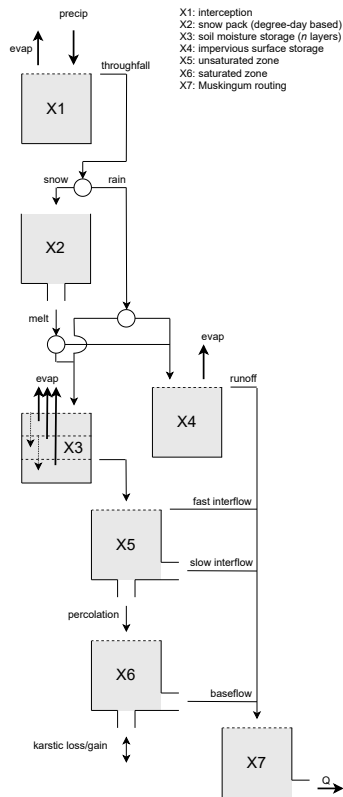 X1: interception
X2: snow pack (degree-day based)
X3: soil moisture storage (n layers)
X4: impervious surface storage
X5: unsaturated zone
X6: saturated zone
X7: Muskingum routing
precip
evap
throughfall
X1
snow
rain
X2
melt
evap
evap
runoff
X4
X3
fast interflow
X5
slow interflow
percolation
X6
baseflow
karstic loss/gain
X7
Q